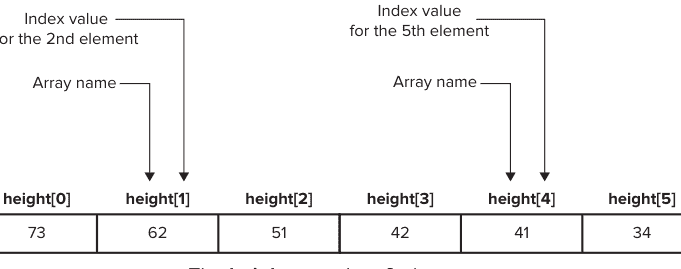 Index value
for the 2nd element
Array name
Index value
for the 5th element
Array name
height[0] height[1] height[2] height[3] height[4] height[5]
73 62 51 42 41 34